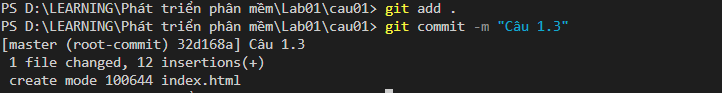 PS D:\LEARNING\Phát triển phân mềm\Lab01\cau01> git add .
PS D:\LEARNING\Phát triển phân mềm\Lab01\cau01> git commit -m "Câu 1.3"
[master (root-commit) 32d168a] Câu 1.3
 1 file changed, 12 insertions(+)
 create mode 100644 index.html